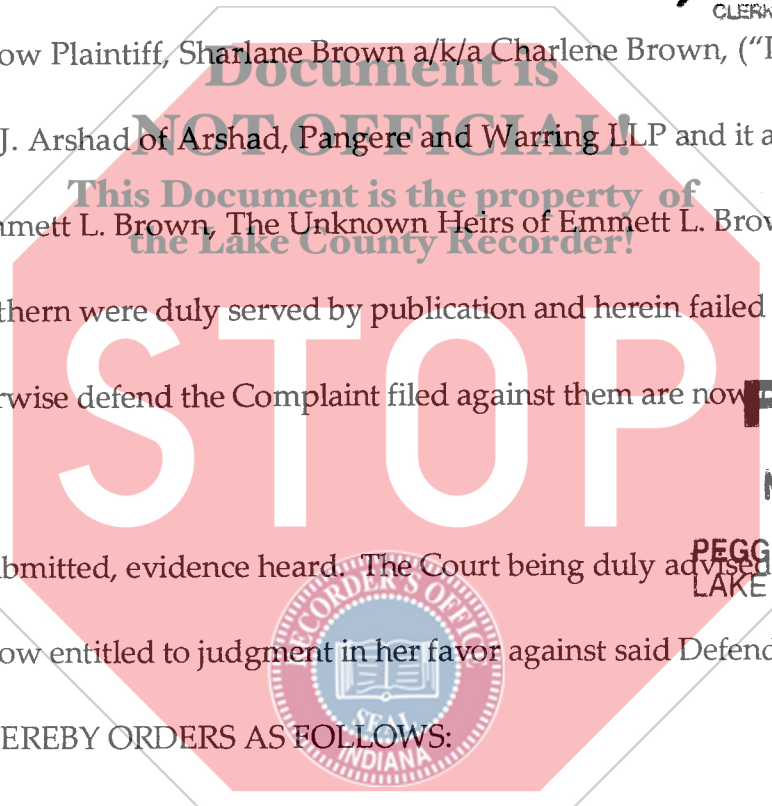 CLERK
ow Plaintiff, Sharlane Brown a/k/a Charlene Brown, ("
Document is
J. Arshad of Arshad, Pangere and Warring LLP and it a
NOT OFFICIAL!
This Document is the property of
mmett L. Brown, The Unknown Heirs of Emmett L. Brow
the Lake County Recorder!
thern were duly served by publication and herein failed
STOP
rwise defend the Complaint filed against them are now
PEGG
bmitted, evidence heard. The Court being duly advised
LAKE
RECORDER'S OFFICE
ow entitled to judgment in her favor against said Defend
SEAL
EREBY ORDERS AS FOLLOWS:
INDIANA